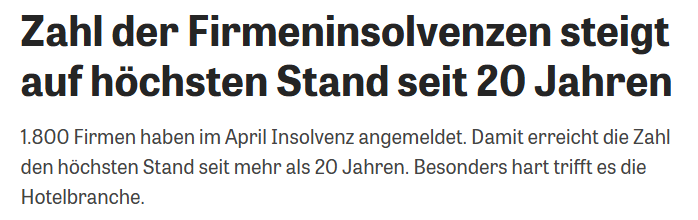 Zahl der Firmeninsolvenzen steigt
auf höchsten Stand seit 20 Jahren
1.800 Firmen haben im April Insolvenz angemeldet. Damit erreicht die Zahl
den höchsten Stand seit mehr als 20 Jahren. Besonders hart trifft es die
Hotelbranche.